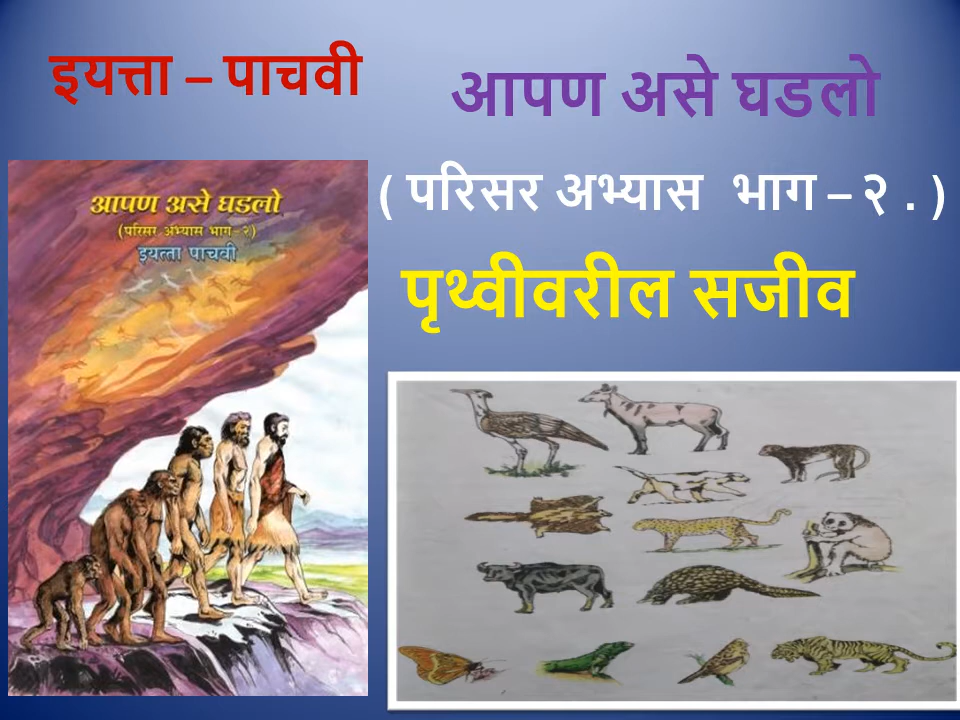 इयत्ता – पाचवी
आपण असे घडलो
( परिसर अभ्यास भाग – २ . )
पृथ्वीवरील सजीव
आपण असे घडलो
(परिसर अभ्यास भाग-२)
इयत्ता पाचवी